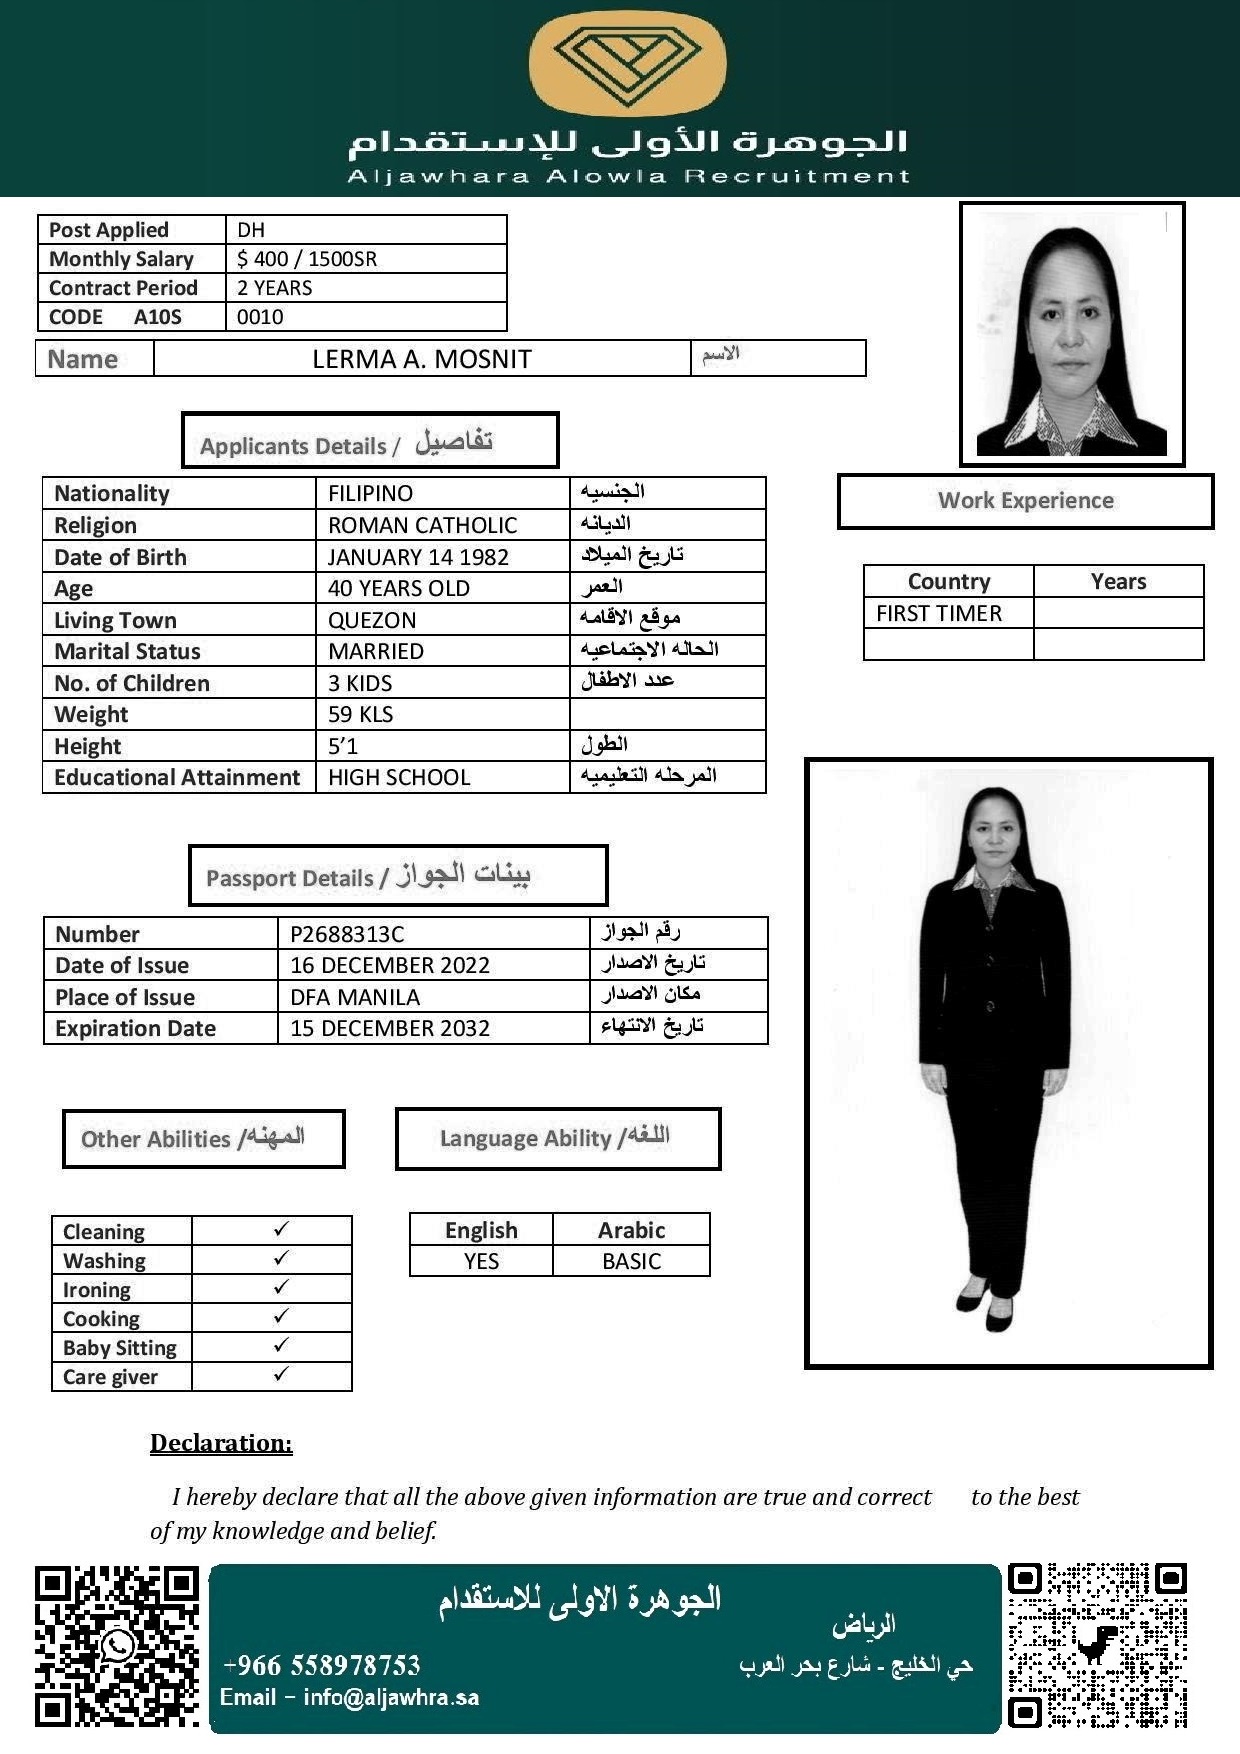 الجوهرة الأولى للإستقدام
Aljawhara Alowla Recruitment
Post Applied DH
Monthly Salary $ 400 / 1500SR
Contract Period 2 YEARS
CODE A10S 0010
Name LERMA A. MOSNIT الاسم
Applicants Details / تفاصيل
Nationality FILIPINO الجنسيه
Religion ROMAN CATHOLIC الديانه
Date of Birth JANUARY 14 1982 تاريخ الميلاد
Age 40 YEARS OLD العمر
Living Town QUEZON موقع الاقامه
Marital Status MARRIED الحاله الاجتماعيه
No. of Children 3 KIDS عدد الاطفال
Weight 59 KLS
Height 5’1 الطول
Educational Attainment HIGH SCHOOL المرحله التعليميه
Work Experience
Country Years
FIRST TIMER
Passport Details / بينات الجواز
Number P2688313C رقم الجواز
Date of Issue 16 DECEMBER 2022 تاريخ الاصدار
Place of Issue DFA MANILA مكان الاصدار
Expiration Date 15 DECEMBER 2032 تاريخ الانتهاء
Other Abilities /المهنه
Cleaning ✓
Washing ✓
Ironing ✓
Cooking ✓
Baby Sitting ✓
Care giver ✓
Language Ability /اللغه
English Arabic
YES BASIC
Declaration:
I hereby declare that all the above given information are true and correct to the best
of my knowledge and belief.
الجوهرة الاولى للاستقدام
الرياض
حي الخليج - شارع بحر العرب
+966 558978753
Email – info@aljawhra.sa